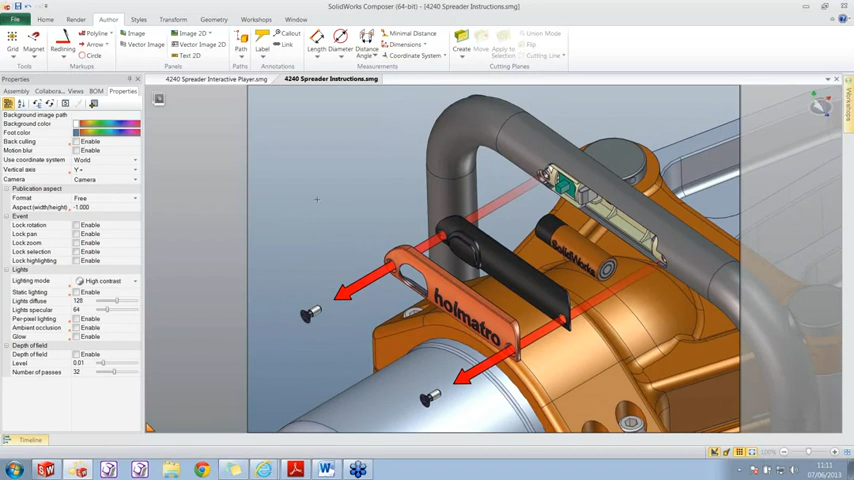 SolidWorks Composer (64-bit) - [4240 Spreader Instructions.smg]
File Home Render Author Animation Styles Transform Geometry Workshops Window
Grid Magnet Redlining Polyline Arrow Circle Image Vector Image Image 2D Vector Image 2D Text 2D Path Label Callout Link Length Diameter Distance Angle Minimal Distance Dimensions Coordinate System Create Move Apply to Selection Union Mode Cutting Line
Tools Markups Panels Paths Annotations Measurements Cutting Planes
Properties
4240 Spreader Interactive Player.smg 4240 Spreader Instructions.smg
Assembly Collabora... Views BOM Properties
Background image path
Background color
Foot color
Back culling Enable
Motion blur Enable
Use coordinate system World
Vertical axis Y +
Camera Camera
Publication aspect
Format Free
Aspect (width/height) -1.000
Event
Lock rotation Enable
Lock pan Enable
Lock zoom Enable
Lock selection Enable
Lock highlighting Enable
Lights
Lighting mode High contrast
Static lighting Enable
Lights diffuse 128
Lights specular 64
Per-pixel lighting Enable
Ambient occlusion Enable
Glow Enable
Depth of field
Depth of field Enable
Level 0.01
Number of passes 32
Workshops
SolidWorks
holmatro
Timeline
100%
11:11
07/06/2013